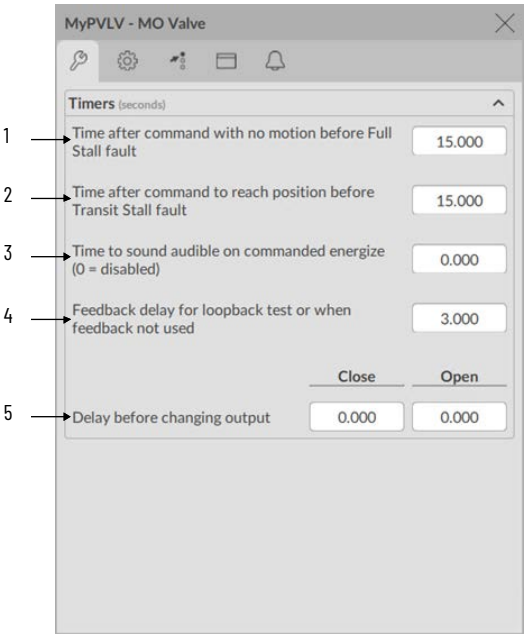 MyPVLV - MO Valve
Timers (seconds)
1
Time after command with no motion before Full
Stall fault
15.000
2
Time after command to reach position before
Transit Stall fault
15.000
3
Time to sound audible on commanded energize
(0 = disabled)
0.000
4
Feedback delay for loopback test or when
feedback not used
3.000
Close Open
5
Delay before changing output
0.000 0.000